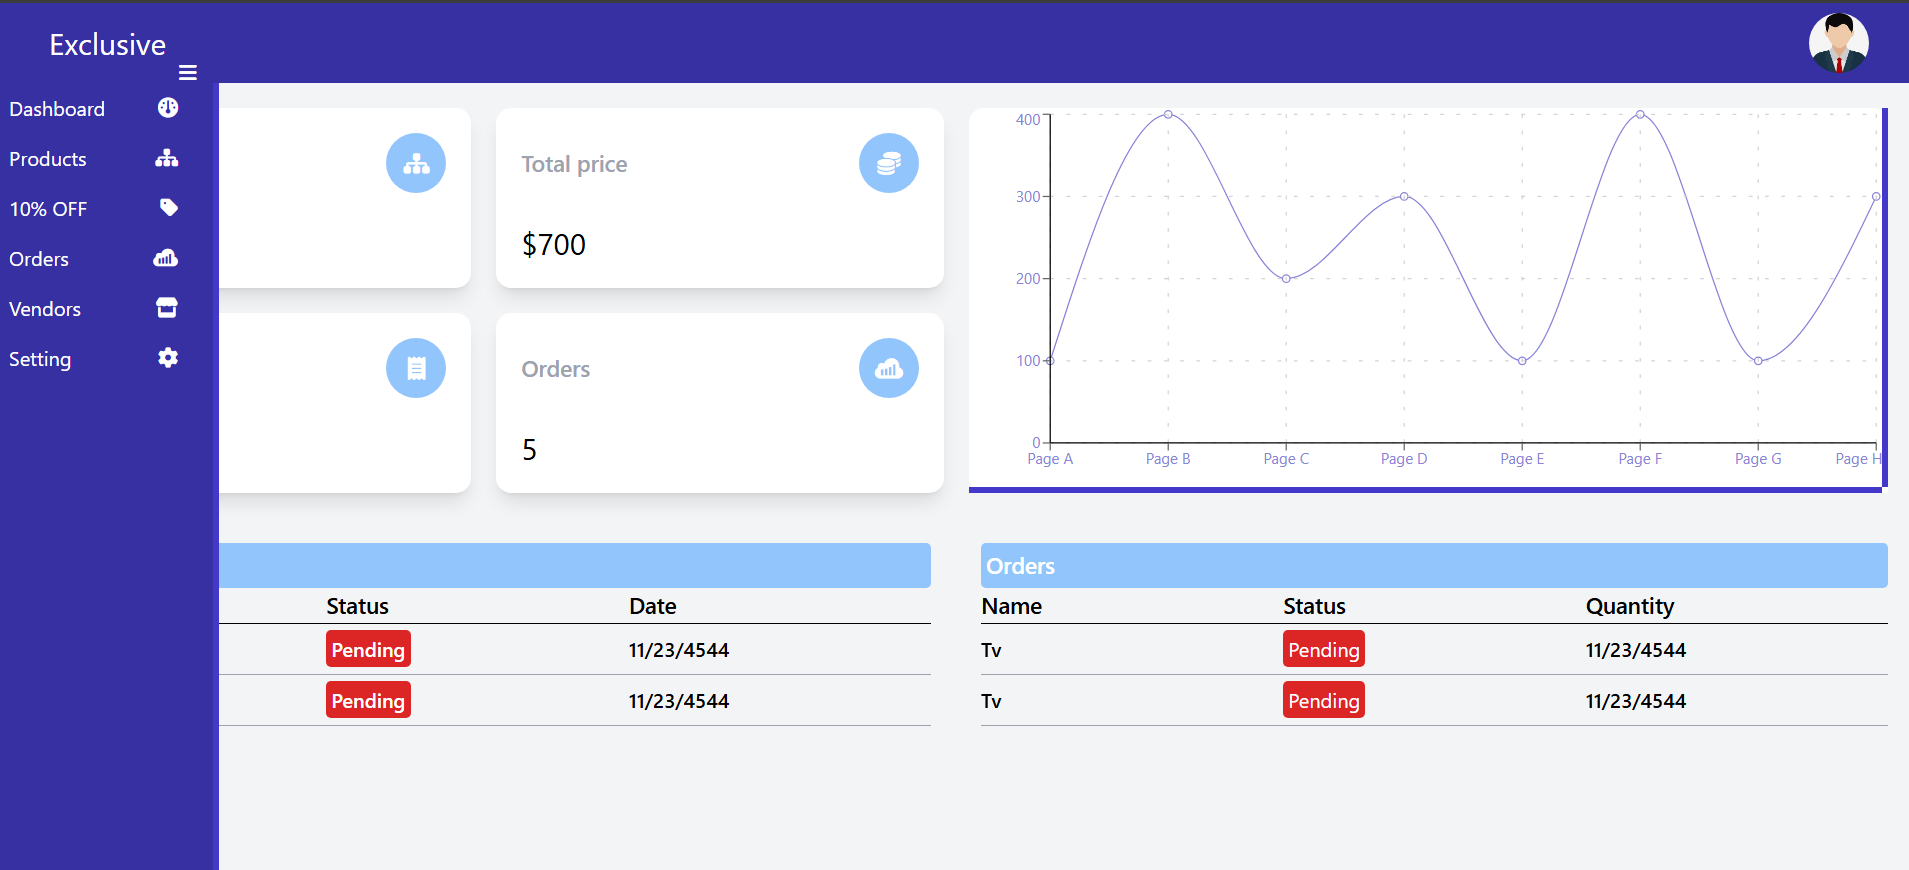 Exclusive
Dashboard
Products
10% OFF
Orders
Vendors
Setting
Total price
$700
Orders
5
400
300
200
100
0
Page A Page B Page C Page D Page E Page F Page G Page H
Status Date
Pending 11/23/4544
Pending 11/23/4544
Orders
Name Status Quantity
Tv Pending 11/23/4544
Tv Pending 11/23/4544